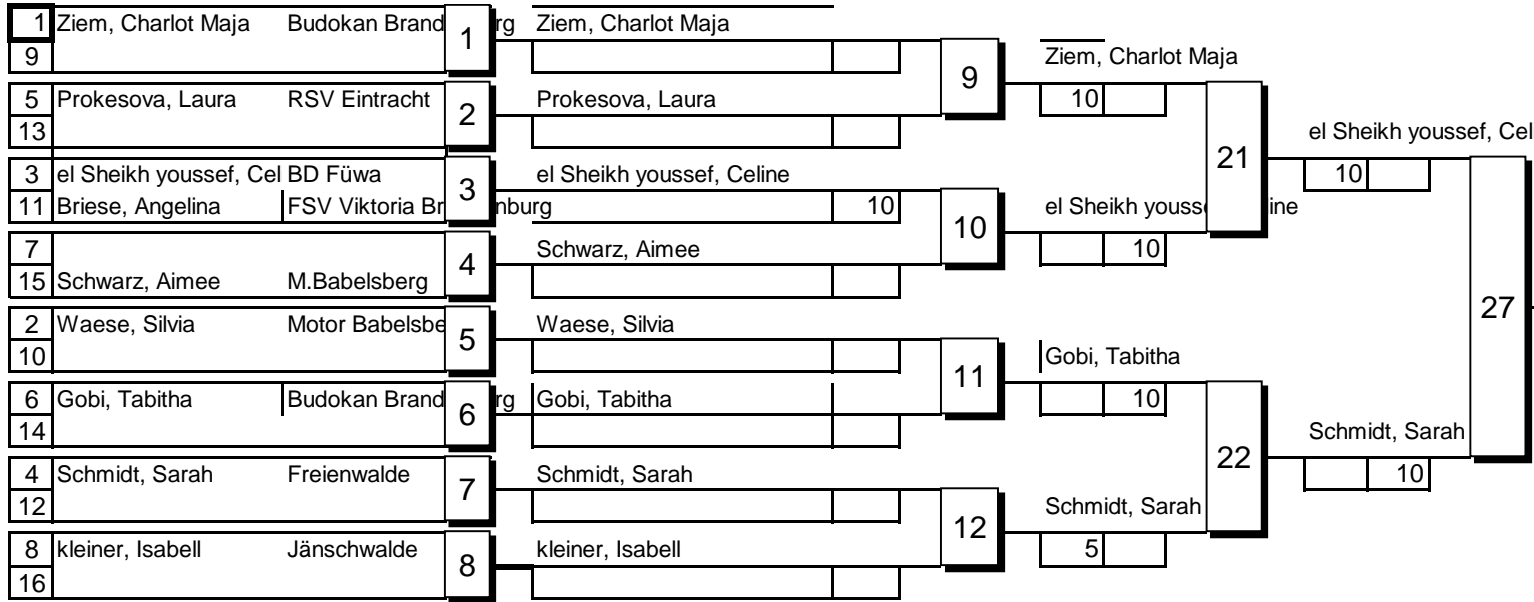 1 Ziem, Charlot Maja Budokan Brand rg 1 Ziem, Charlot Maja
9
9 Ziem, Charlot Maja
10
5 Prokesova, Laura RSV Eintracht 2 Prokesova, Laura
13
21
el Sheikh youssef, Cel
10
3 el Sheikh youssef, Cel BD Füwa 3 el Sheikh youssef, Celine
11 Briese, Angelina FSV Viktoria Br nburg 10
10 el Sheikh yousse ine
10
7
4 Schwarz, Aimee
15 Schwarz, Aimee M.Babelsberg
27
2 Waese, Silvia Motor Babelsbe 5 Waese, Silvia
10
11 Gobi, Tabitha
10
6 Gobi, Tabitha Budokan Brand rg 6 Gobi, Tabitha
14
22
Schmidt, Sarah
10
4 Schmidt, Sarah Freienwalde 7 Schmidt, Sarah
12
12 Schmidt, Sarah
5
8 kleiner, Isabell Jänschwalde 8 kleiner, Isabell
16